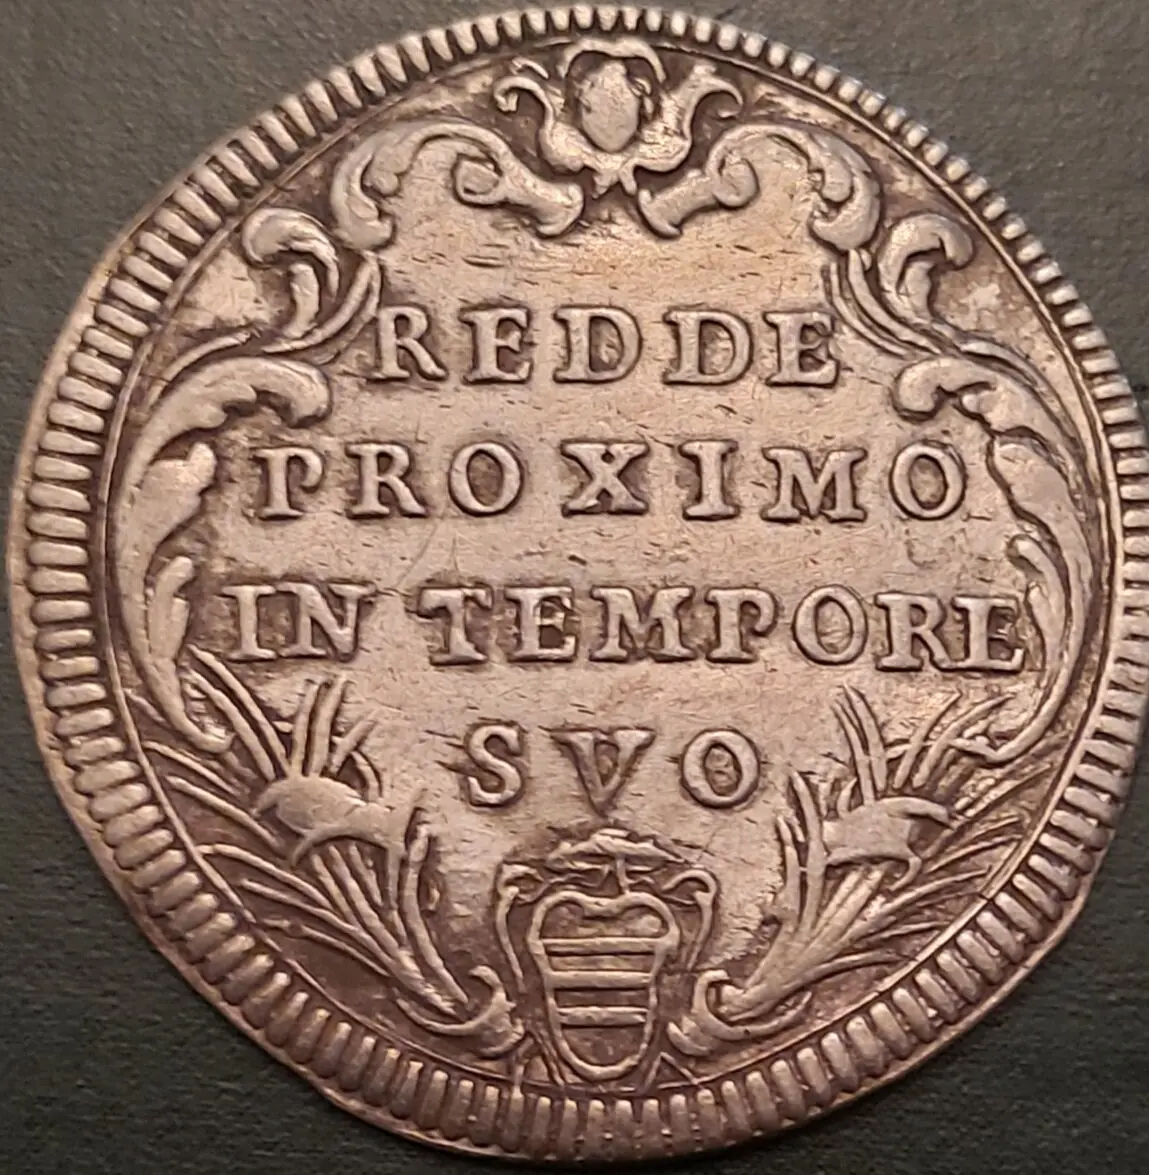 REDDE
PROXIMO
IN TEMPORE
SVO